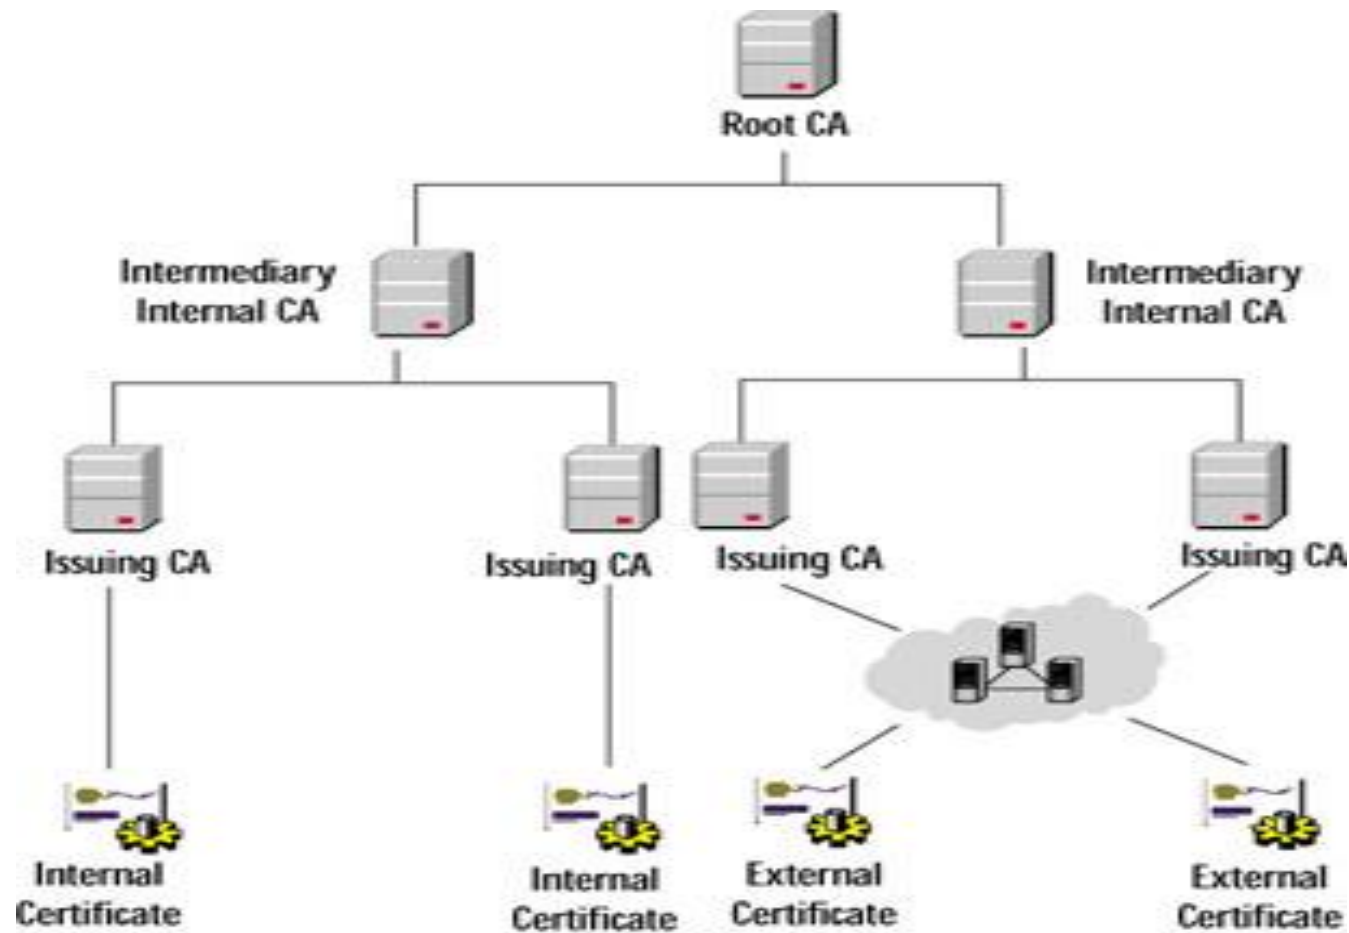 Root CA
Intermediary
Internal CA
Intermediary
Internal CA
Issuing CA
Issuing CA
Issuing CA
Issuing CA
Internal
Certificate
Internal
Certificate
External
Certificate
External
Certificate